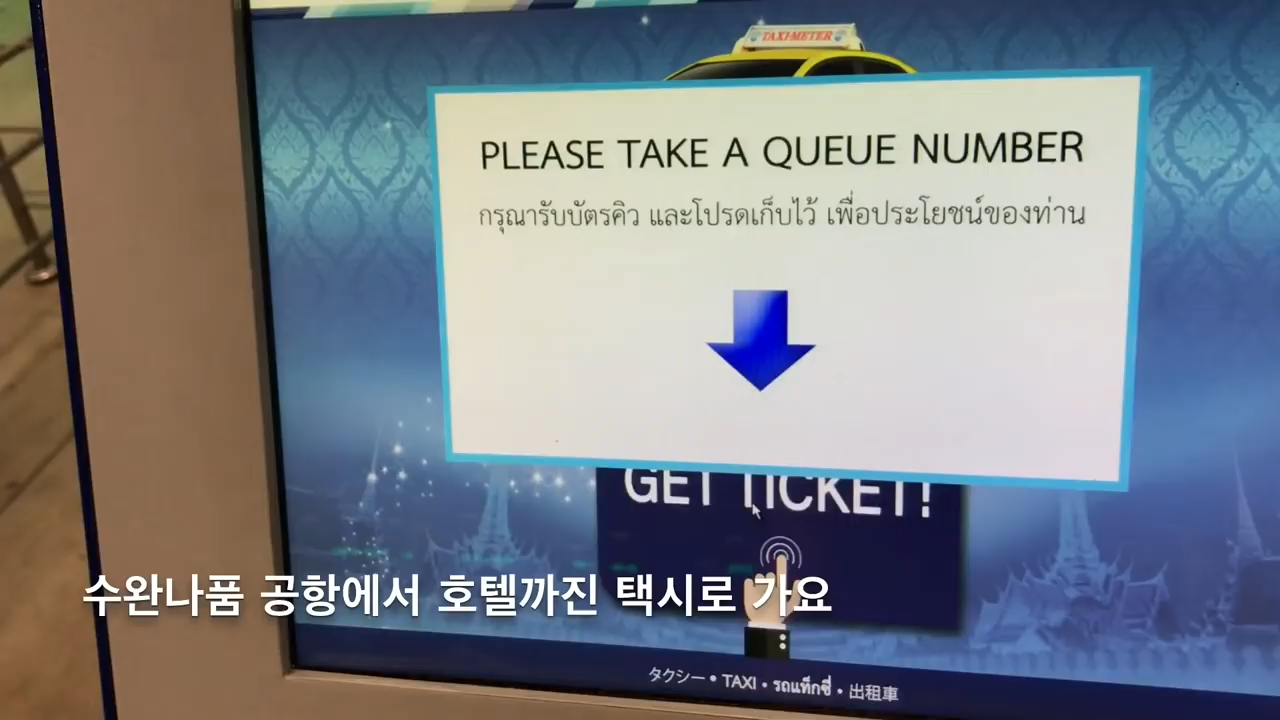 TAXI-METER
PLEASE TAKE A QUEUE NUMBER
กรุณารับบัตรคิว และโปรดเก็บไว้ เพื่อประโยชน์ของท่าน
GET TICKET!
수완나품 공항에서 호텔까진 택시로 가요
タクシー • TAXI • รถแท็กซี่ • 出租車